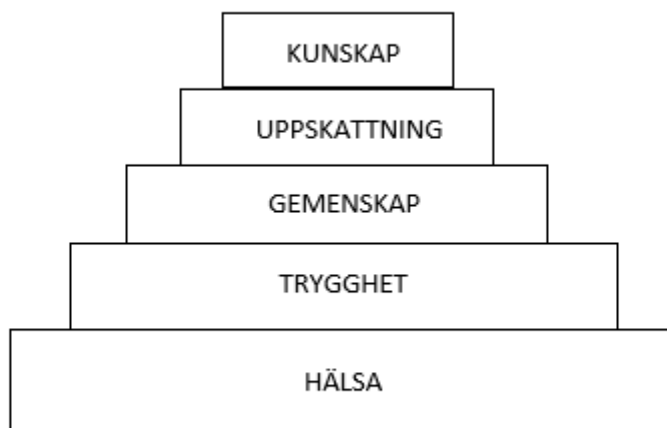 KUNSKAP
UPPSKATTNING
GEMENSKAP
TRYGGHET
HÄLSA